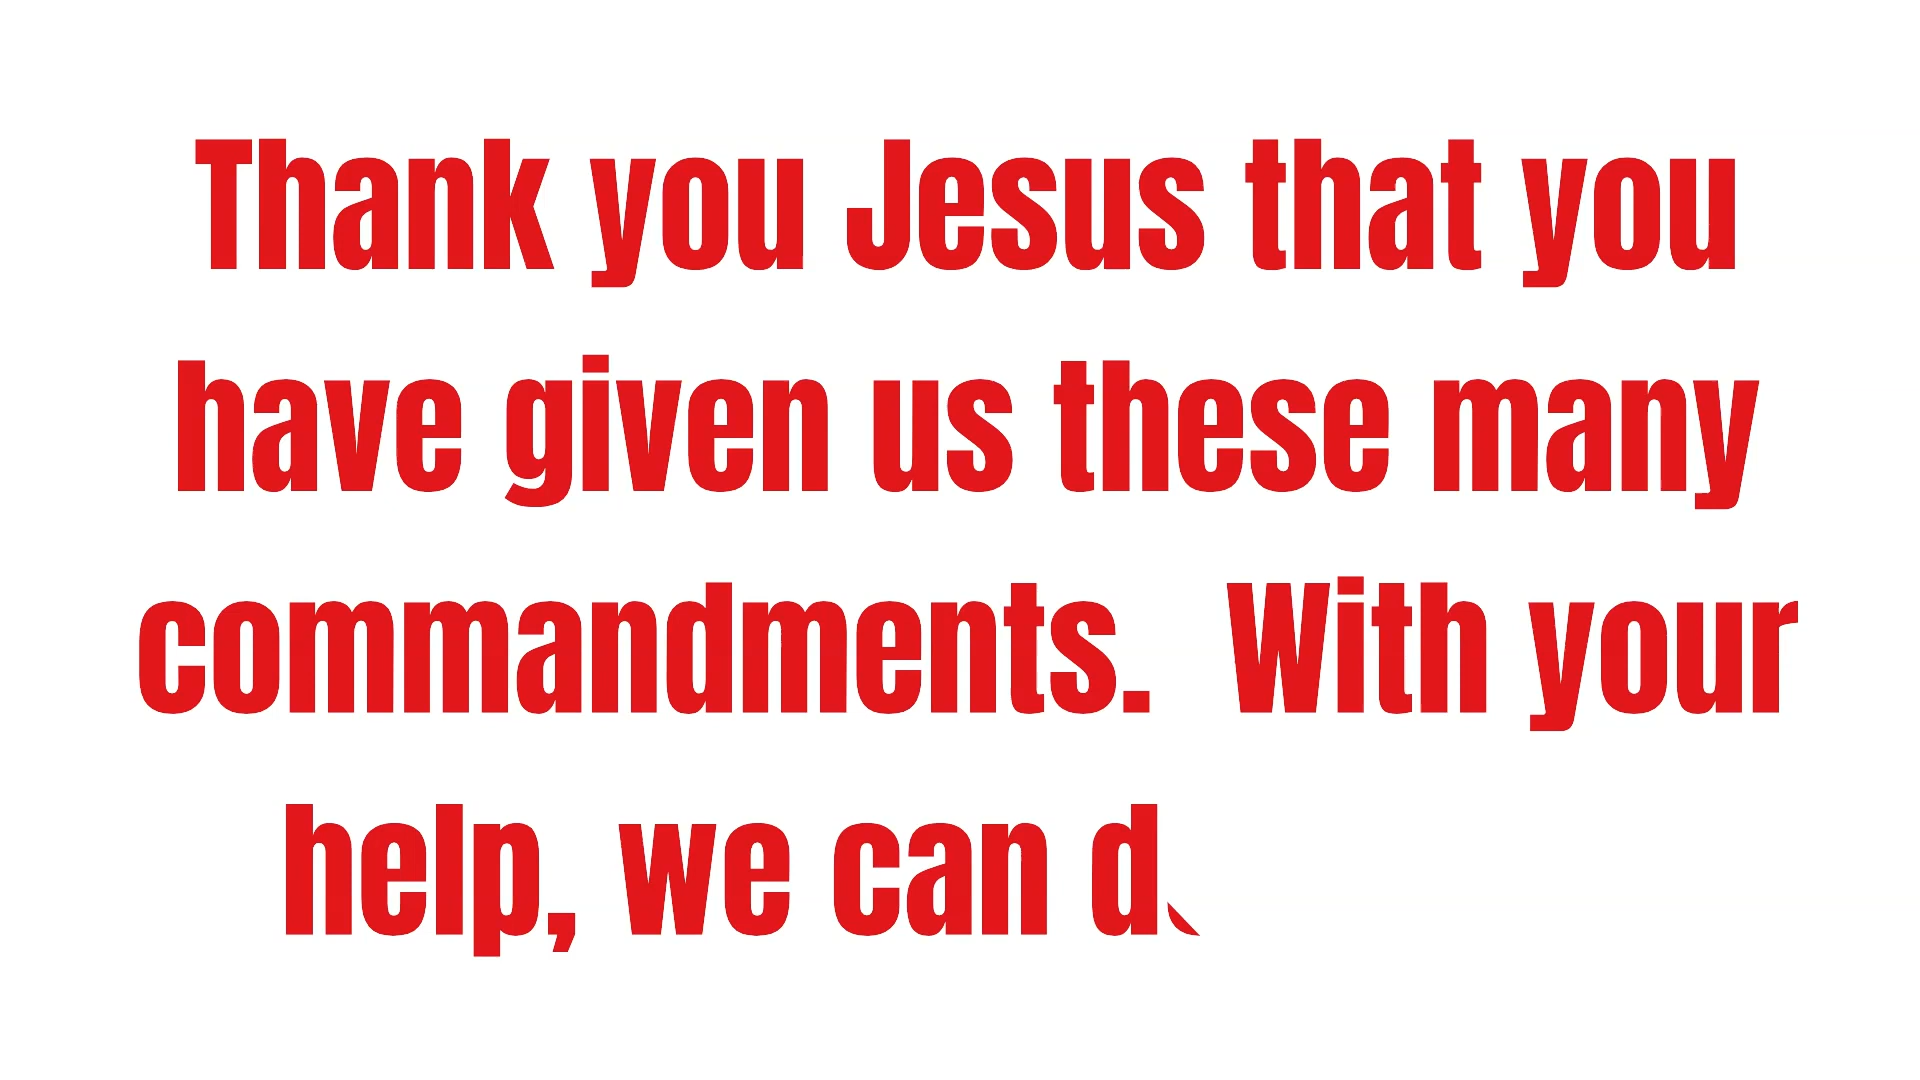 Thank you Jesus that you
have given us these many
commandments.  With your
help, we can d